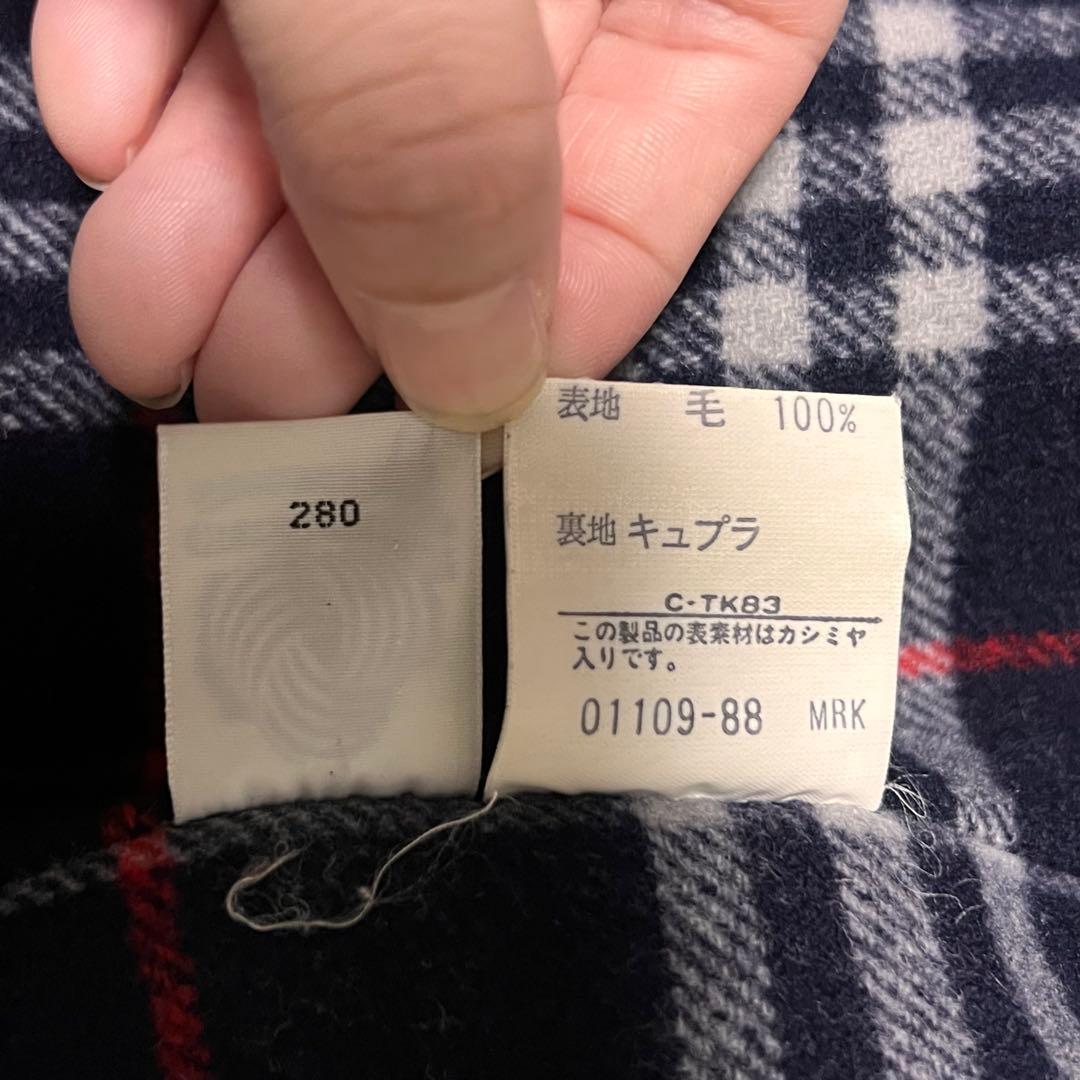 280
表地 毛 100%
裏地 キュプラ
C-TK83
この製品の表素材はカシミヤ
入りです。
01109-88 MRK